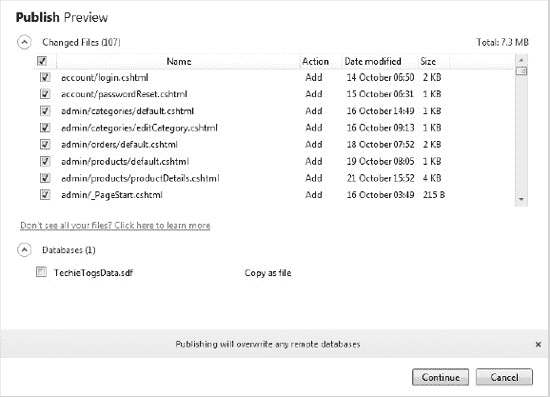 Publish Preview
Changed Files (107) Total: 7.3 MB
Name Action Date modified Size
account/login.cshtml Add 14 October 06:50 2 KB
account/passwordReset.cshtml Add 15 October 06:31 1 KB
admin/categories/default.cshtml Add 16 October 14:49 1 KB
admin/categories/editCategory.cshtml Add 16 October 09:13 1 KB
admin/orders/default.cshtml Add 18 October 07:52 2 KB
admin/products/default.cshtml Add 19 October 08:05 1 KB
admin/products/productDetails.cshtml Add 21 October 15:52 4 KB
admin/_PageStart.cshtml Add 16 October 03:49 215 B
Don't see all your files? Click here to learn more
Databases (1)
TechieTogsData.sdf Copy as file
Publishing will overwrite any remote databases
Continue Cancel